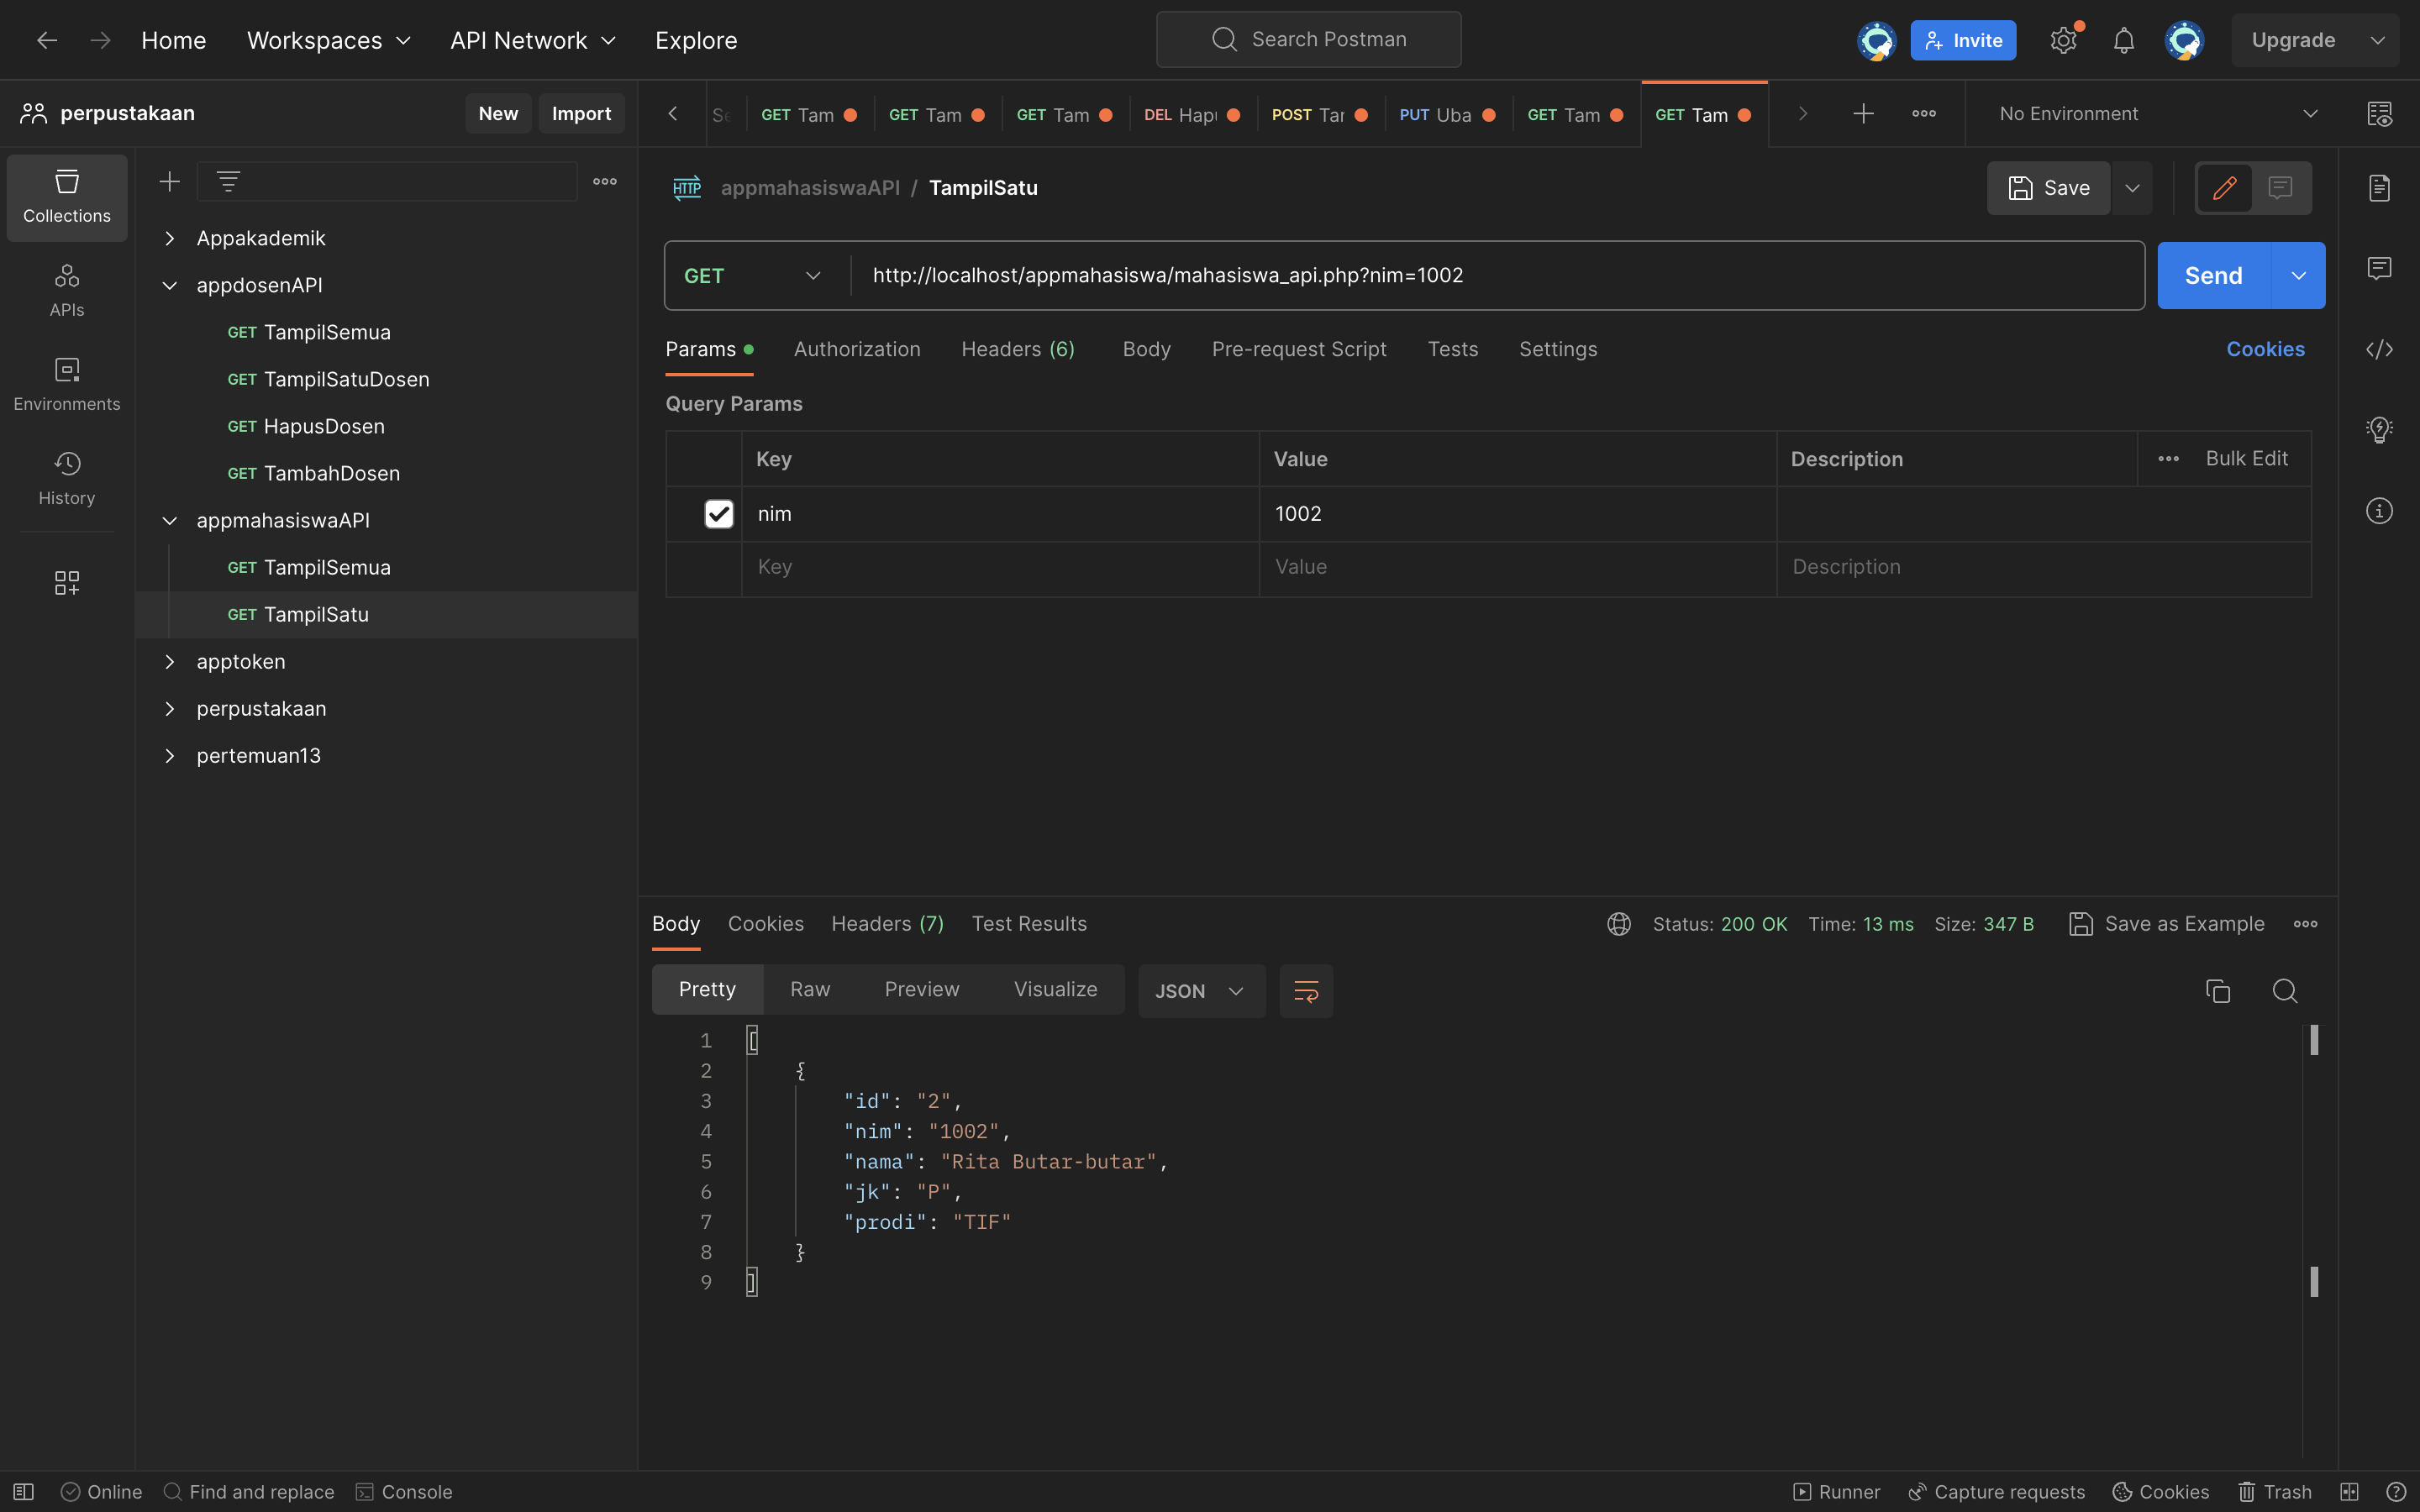 Home Workspaces API Network Explore Search Postman Invite Upgrade
perpustakaan New Import
GET Tam GET Tam GET Tam DEL Hap POST Tar PUT Uba GET Tam GET Tam No Environment
Collections
APIs
Environments
History
Appakademik
appdosenAPI
GET TampilSemua
GET TampilSatuDosen
GET HapusDosen
GET TambahDosen
appmahasiswaAPI
GET TampilSemua
GET TampilSatu
apptoken
perpustakaan
pertemuan13
HTTP appmahasiswaAPI / TampilSatu Save
GET http://localhost/appmahasiswa/mahasiswa_api.php?nim=1002 Send
Params Authorization Headers (6) Body Pre-request Script Tests Settings Cookies
Query Params
Key Value Description Bulk Edit
nim 1002
Key Value Description
Body Cookies Headers (7) Test Results Status: 200 OK Time: 13 ms Size: 347 B Save as Example
Pretty Raw Preview Visualize JSON
1 [
2 {
3 "id": "2",
4 "nim": "1002",
5 "nama": "Rita Butar-butar",
6 "jk": "P",
7 "prodi": "TIF"
8 }
9 ]
Online Find and replace Console Runner Capture requests Cookies Trash